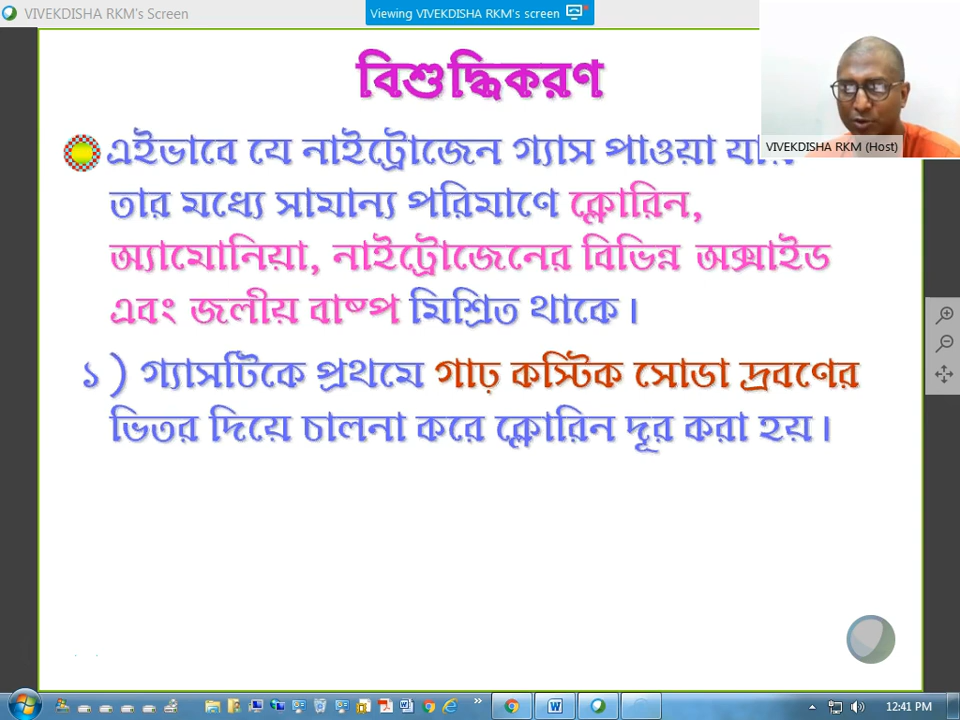 VIVEKDISHA RKM's Screen
Viewing VIVEKDISHA RKM's screen
বিশুদ্ধিকরণ
VIVEKDISHA RKM (Host)
এইভাবে যে নাইট্রোজেন গ্যাস পাওয়া
তার মধ্যে সামান্য পরিমাণে ক্লোরিন,
অ্যামোনিয়া, নাইট্রোজেনের বিভিন্ন অক্সাইড
এবং জলীয় বাষ্প মিশ্রিত থাকে।
১) গ্যাসটিকে প্রথমে গাঢ় কস্টিক সোডা দ্রবণের
ভিতর দিয়ে চালনা করে ক্লোরিন দূর করা হয়।
12:41 PM